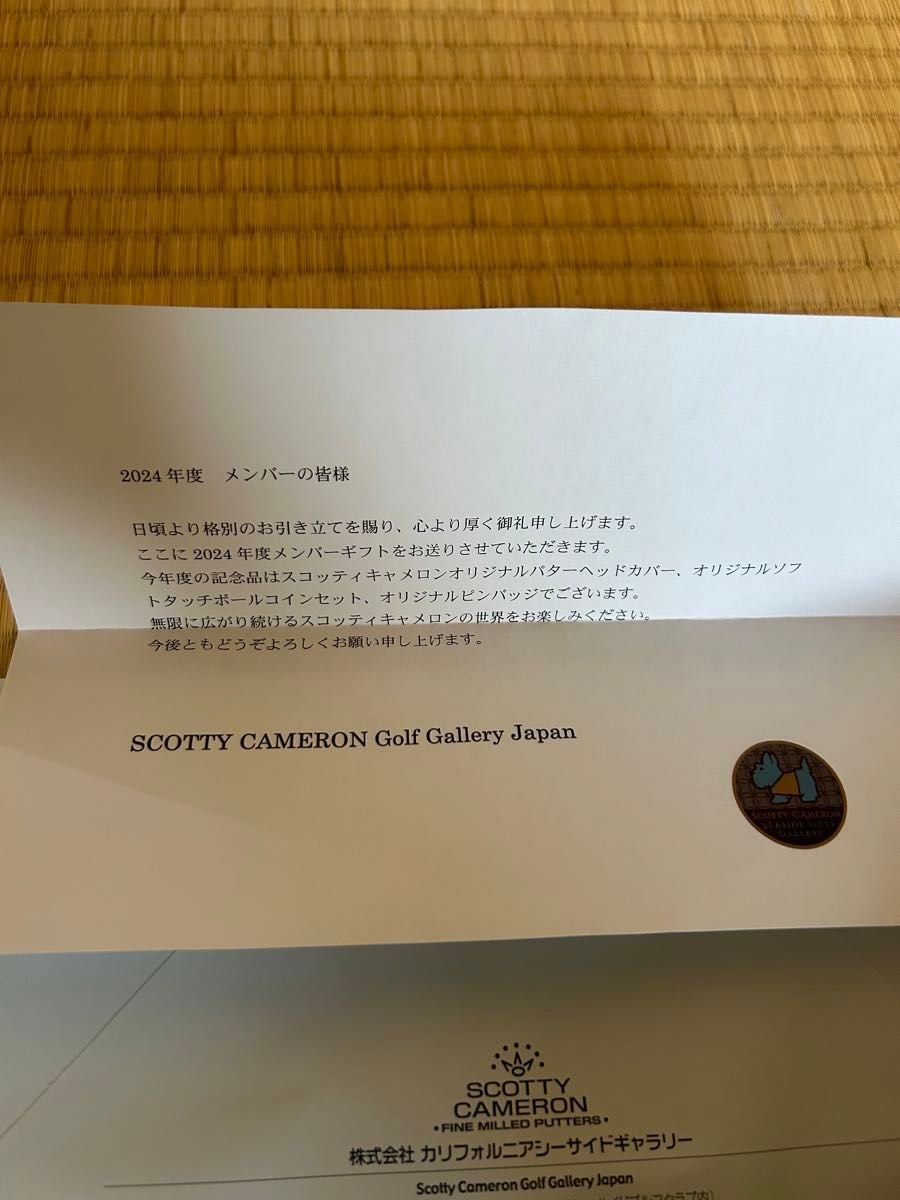 2024 年度　メンバーの皆様
日頃より格別のお引き立てを賜り、心より厚く御礼申し上げます。
ここに 2024 年度メンバーギフトをお送りさせていただきます。
今年度の記念品はスコッティキャメロンオリジナルパターヘッドカバー、オリジナルソフ
トタッチボールコインセット、オリジナルピンバッジでございます。
無限に広がり続けるスコッティキャメロンの世界をお楽しみください。
今後ともどうぞよろしくお願い申し上げます。
SCOTTY CAMERON Golf Gallery Japan
SCOTTY CAMERON
SEASIDE GOLF
GALLERY
SCOTTY
CAMERON
•FINE MILLED PUTTERS•
株式会社 カリフォルニアシーサイドギャラリー
Scotty Cameron Golf Gallery Japan